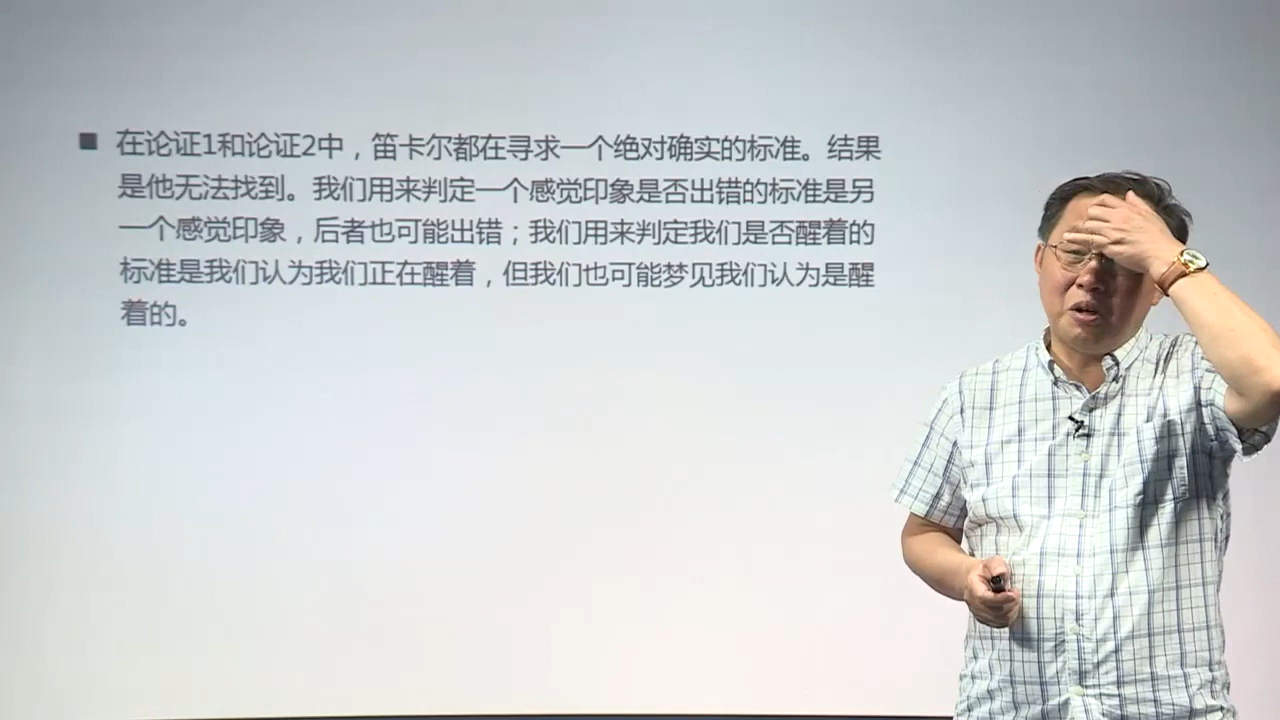 ■ 在论证1和论证2中，笛卡尔都在寻求一个绝对确实的标准。结果
是他无法找到。我们用来判定一个感觉印象是否出错的标准是另
一个感觉印象，后者也可能出错；我们用来判定我们是否醒着的
标准是我们认为我们正在醒着，但我们也可能梦见我们认为是醒
着的。